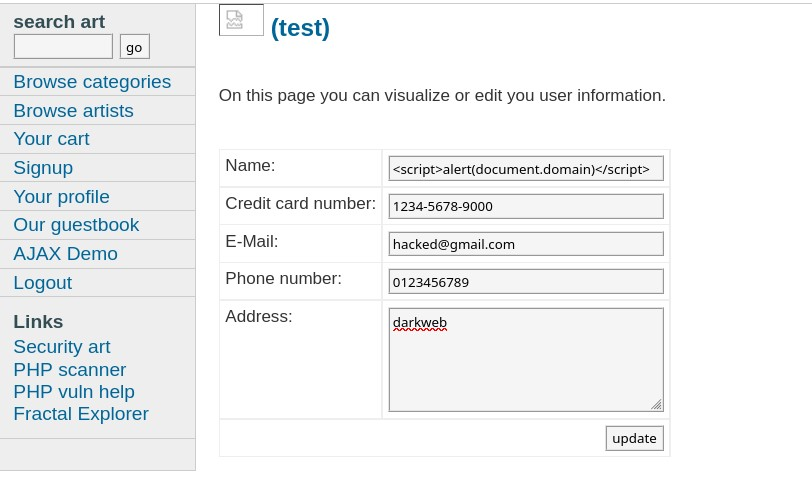 search art
go
Browse categories
Browse artists
Your cart
Signup
Your profile
Our guestbook
AJAX Demo
Logout
Links
Security art
PHP scanner
PHP vuln help
Fractal Explorer
(test)
On this page you can visualize or edit you user information.
Name: <script>alert(document.domain)</script>
Credit card number: 1234-5678-9000
E-Mail: hacked@gmail.com
Phone number: 0123456789
Address: darkweb
update